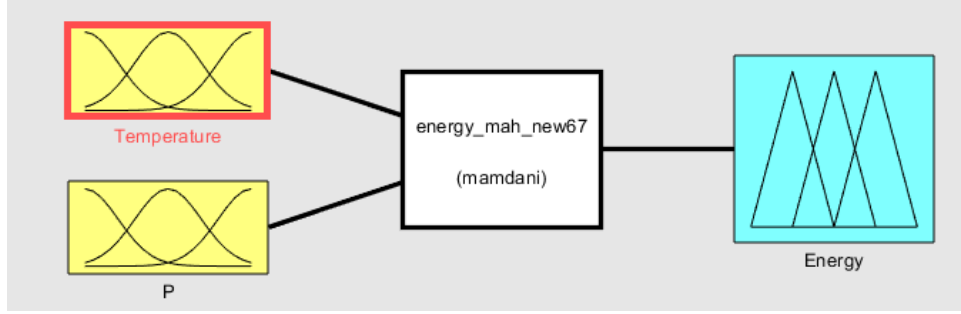 Temperature
energy_mah_new67
(mamdani)
P
Energy